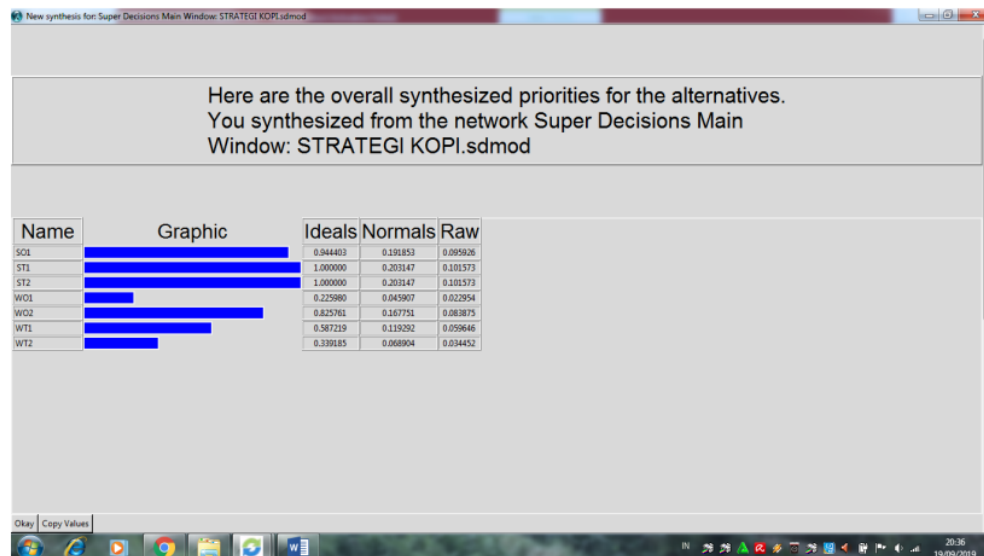 New synthesis for: Super Decisions Main Window: STRATEGI KOPI.sdmod
Here are the overall synthesized priorities for the alternatives.
You synthesized from the network Super Decisions Main
Window: STRATEGI KOPI.sdmod
Name Graphic Ideals Normals Raw
SO1 0.944403 0.191853 0.095926
ST1 1.000000 0.203147 0.101573
ST2 1.000000 0.203147 0.101573
WO1 0.225980 0.045907 0.022954
WO2 0.825761 0.167751 0.083875
WT1 0.587219 0.119292 0.059646
WT2 0.339185 0.068904 0.034452
Okay Copy Values
IN 20:36
19/09/2019